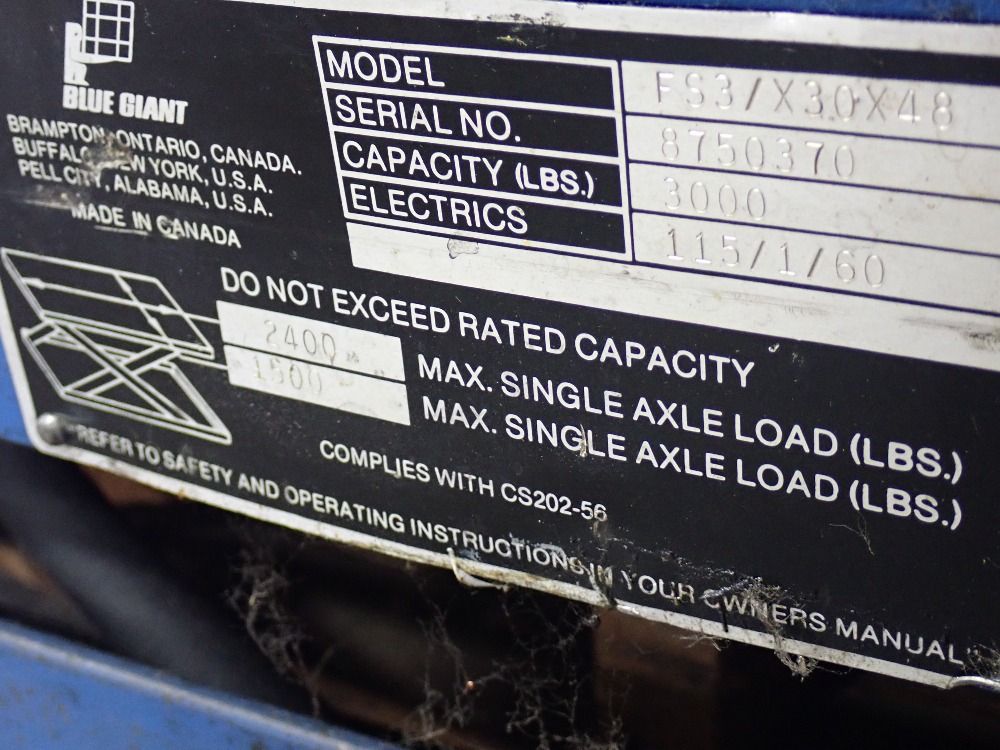 BLUE GIANT
BRAMPTON, ONTARIO, CANADA.
BUFFALO, NEW YORK, U.S.A.
PELL CITY, ALABAMA, U.S.A.
MADE IN CANADA
MODEL FS3/X30X48
SERIAL NO. 8750370
CAPACITY (LBS.) 3000
ELECTRICS 115/1/60
DO NOT EXCEED RATED CAPACITY
2400 MAX. SINGLE AXLE LOAD (LBS.)
1500 MAX. SINGLE AXLE LOAD (LBS.)
COMPLIES WITH CS202-56
"REFER TO SAFETY AND OPERATING INSTRUCTIONS IN YOUR OWNERS MANUAL"